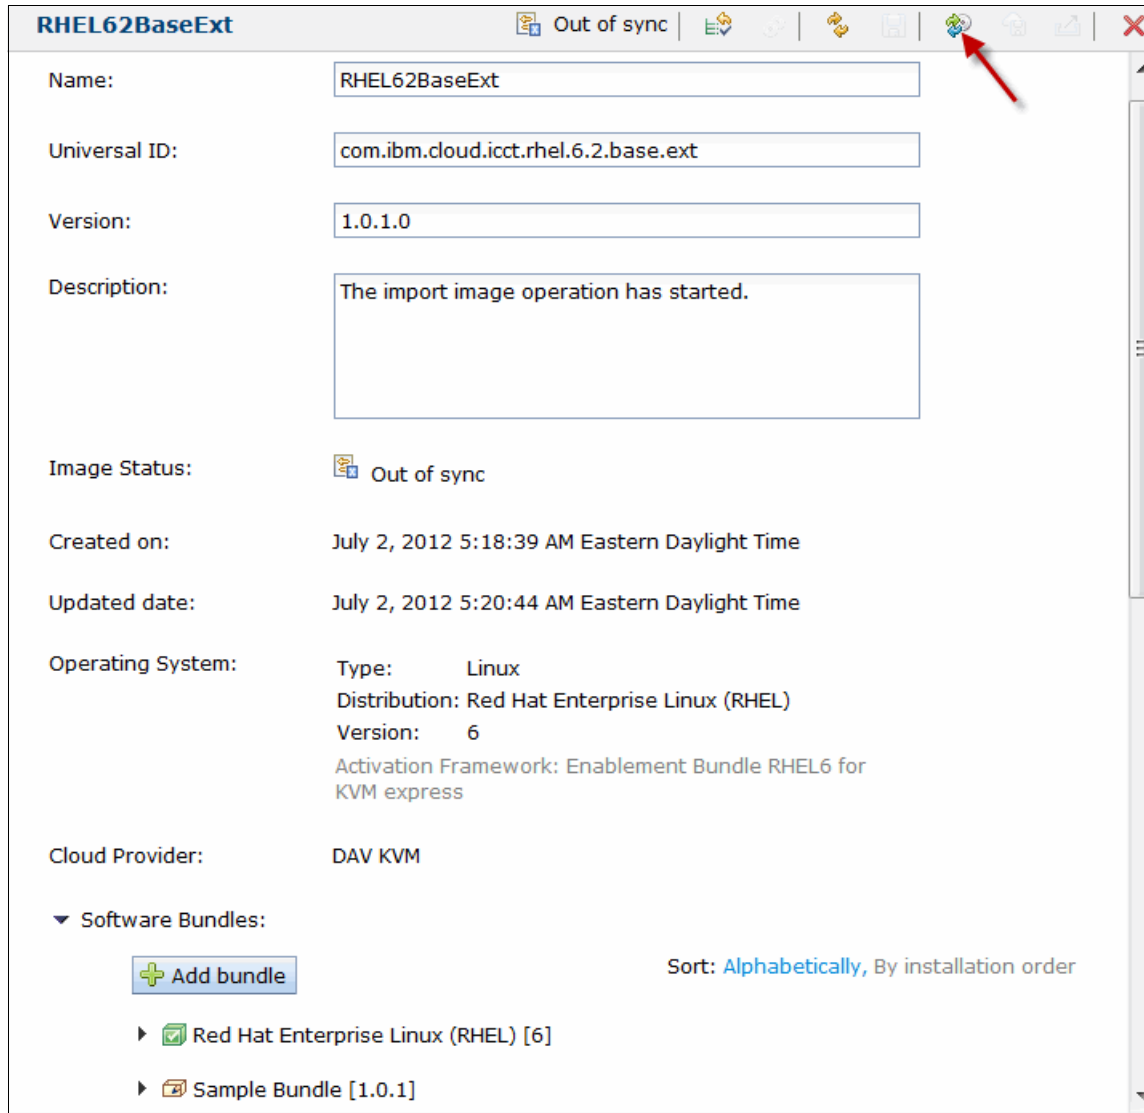 RHEL62BaseExt Out of sync
Name: RHEL62BaseExt
Universal ID: com.ibm.cloud.icct.rhel.6.2.base.ext
Version: 1.0.1.0
Description: The import image operation has started.
Image Status: Out of sync
Created on: July 2, 2012 5:18:39 AM Eastern Daylight Time
Updated date: July 2, 2012 5:20:44 AM Eastern Daylight Time
Operating System: Type: Linux
Distribution: Red Hat Enterprise Linux (RHEL)
Version: 6
Activation Framework: Enablement Bundle RHEL6 for
KVM express
Cloud Provider: DAV KVM
Software Bundles:
Add bundle Sort: Alphabetically, By installation order
Red Hat Enterprise Linux (RHEL) [6]
Sample Bundle [1.0.1]